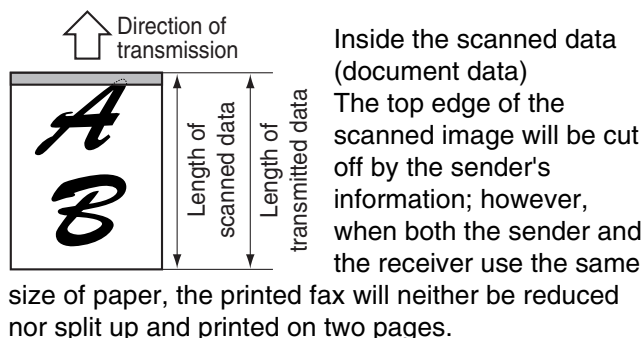 Direction of
transmission
A
B
Length of
scanned data
Length of
transmitted data
Inside the scanned data
(document data)
The top edge of the
scanned image will be cut
off by the sender's
information; however,
when both the sender and
the receiver use the same
size of paper, the printed fax will neither be reduced
nor split up and printed on two pages.